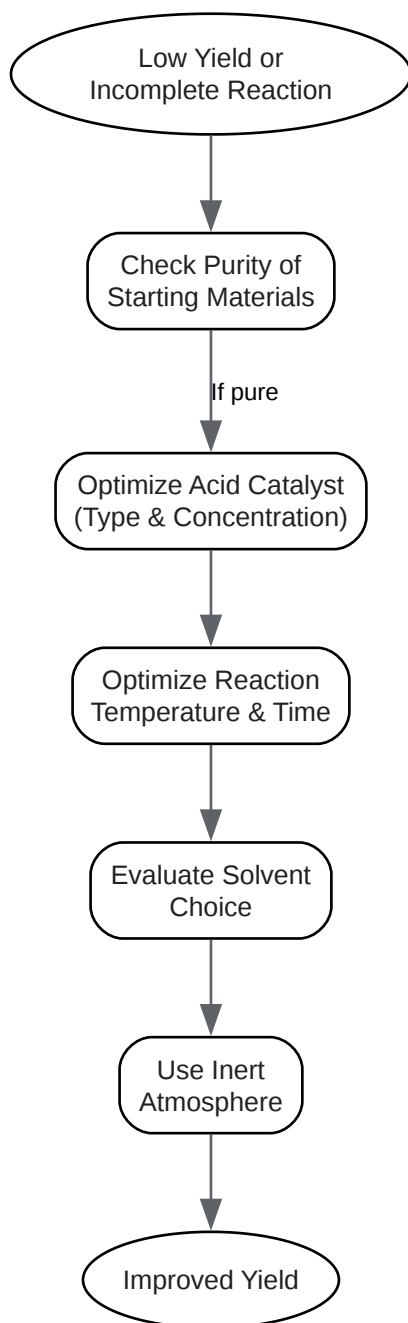 Low Yield or
Incomplete Reaction
Check Purity of
Starting Materials
If pure
Optimize Acid Catalyst
(Type & Concentration)
Optimize Reaction
Temperature & Time
Evaluate Solvent
Choice
Use Inert
Atmosphere
Improved Yield